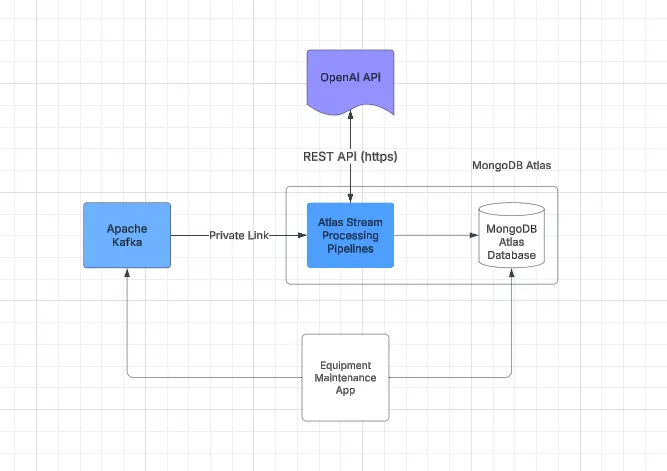 OpenAI API
REST API (https)
MongoDB Atlas
Apache
Kafka
Private Link
Atlas Stream
Processing
Pipelines
MongoDB
Atlas
Database
Equipment
Maintenance
App